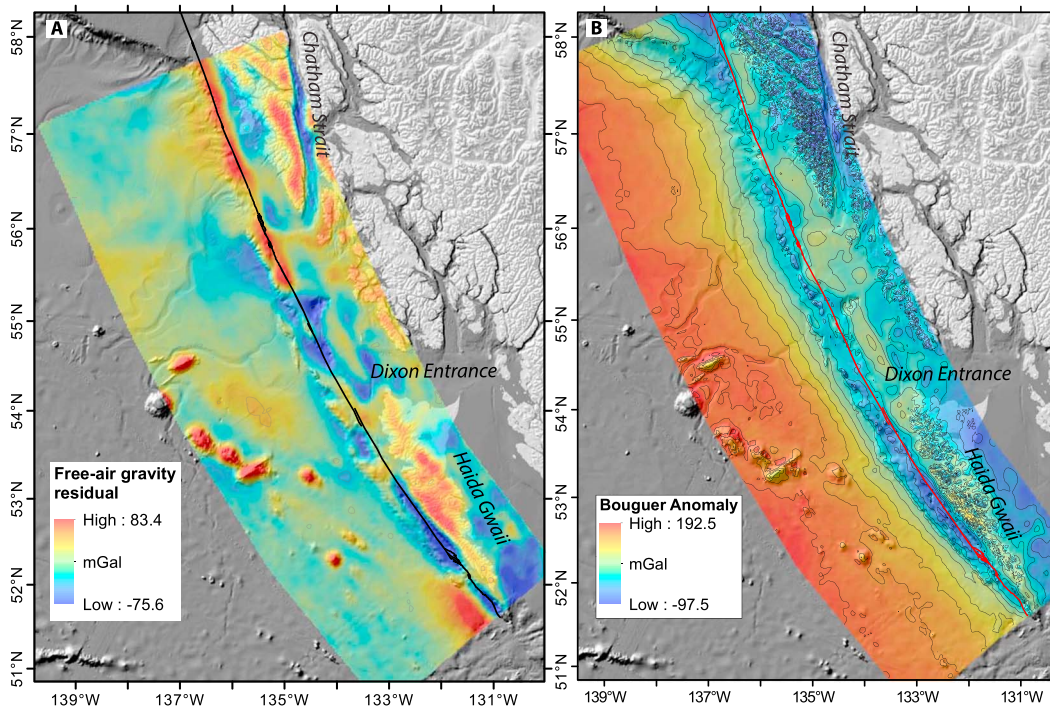 A
58°N
57°N
56°N
55°N
54°N
53°N
52°N
51°N
139°W
137°W
135°W
133°W
131°W
Chatham Strait
Dixon Entrance
Haida Gwaii
Free-air gravity
residual
High : 83.4
mGal
Low : -75.6
B
58°N
57°N
56°N
55°N
54°N
53°N
52°N
51°N
139°W
137°W
135°W
133°W
131°W
Chatham Strait
Dixon Entrance
Haida Gwaii
Bouguer Anomaly
High : 192.5
mGal
Low : -97.5